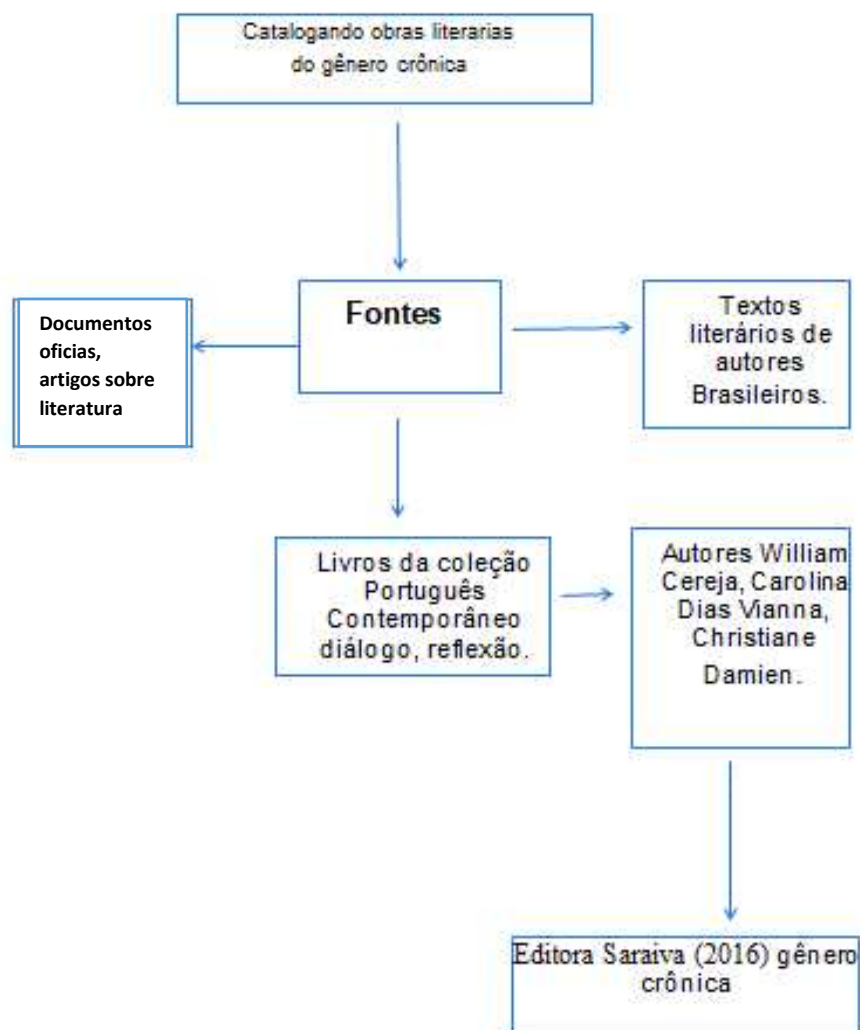 Catalogando obras literarias
do gênero crônica
Fontes
Documentos
oficias,
artigos sobre
literatura
Textos
literários de
autores
Brasileiros.
Livros da coleção
Português
Contemporâneo
diálogo, reflexão.
Autores William
Cereja, Carolina
Dias Vianna,
Christiane
Damien.
Editora Saraiva (2016) gênero
crônica